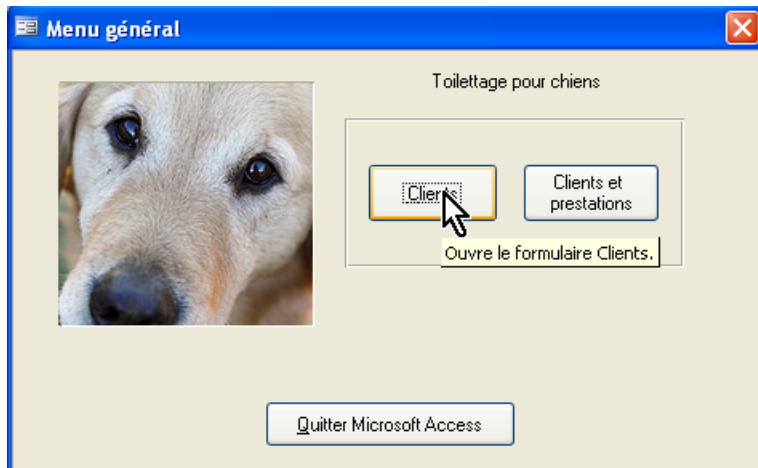 Menu général
Toilettage pour chiens
Clients
Clients et
prestations
Ouvre le formulaire Clients.
Quitter Microsoft Access